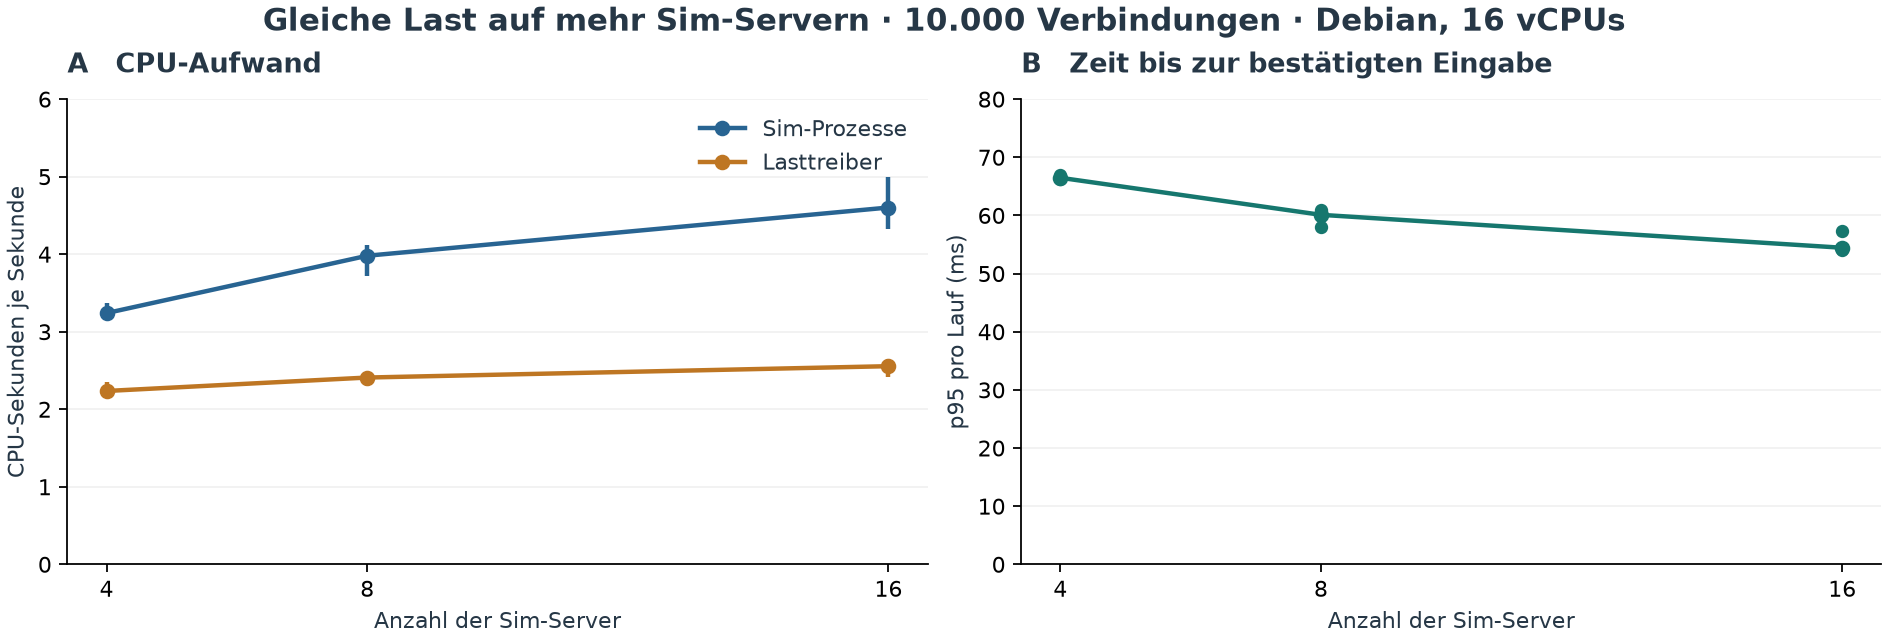 Gleiche Last auf mehr Sim-Servern · 10.000 Verbindungen · Debian, 16 vCPUs
A CPU-Aufwand
CPU-Sekunden je Sekunde
6
5
4
3
2
1
0
Sim-Prozesse
Lasttreiber
4 8 16
Anzahl der Sim-Server
B Zeit bis zur bestätigten Eingabe
p95 pro Lauf (ms)
80
70
60
50
40
30
20
10
0
4 8 16
Anzahl der Sim-Server